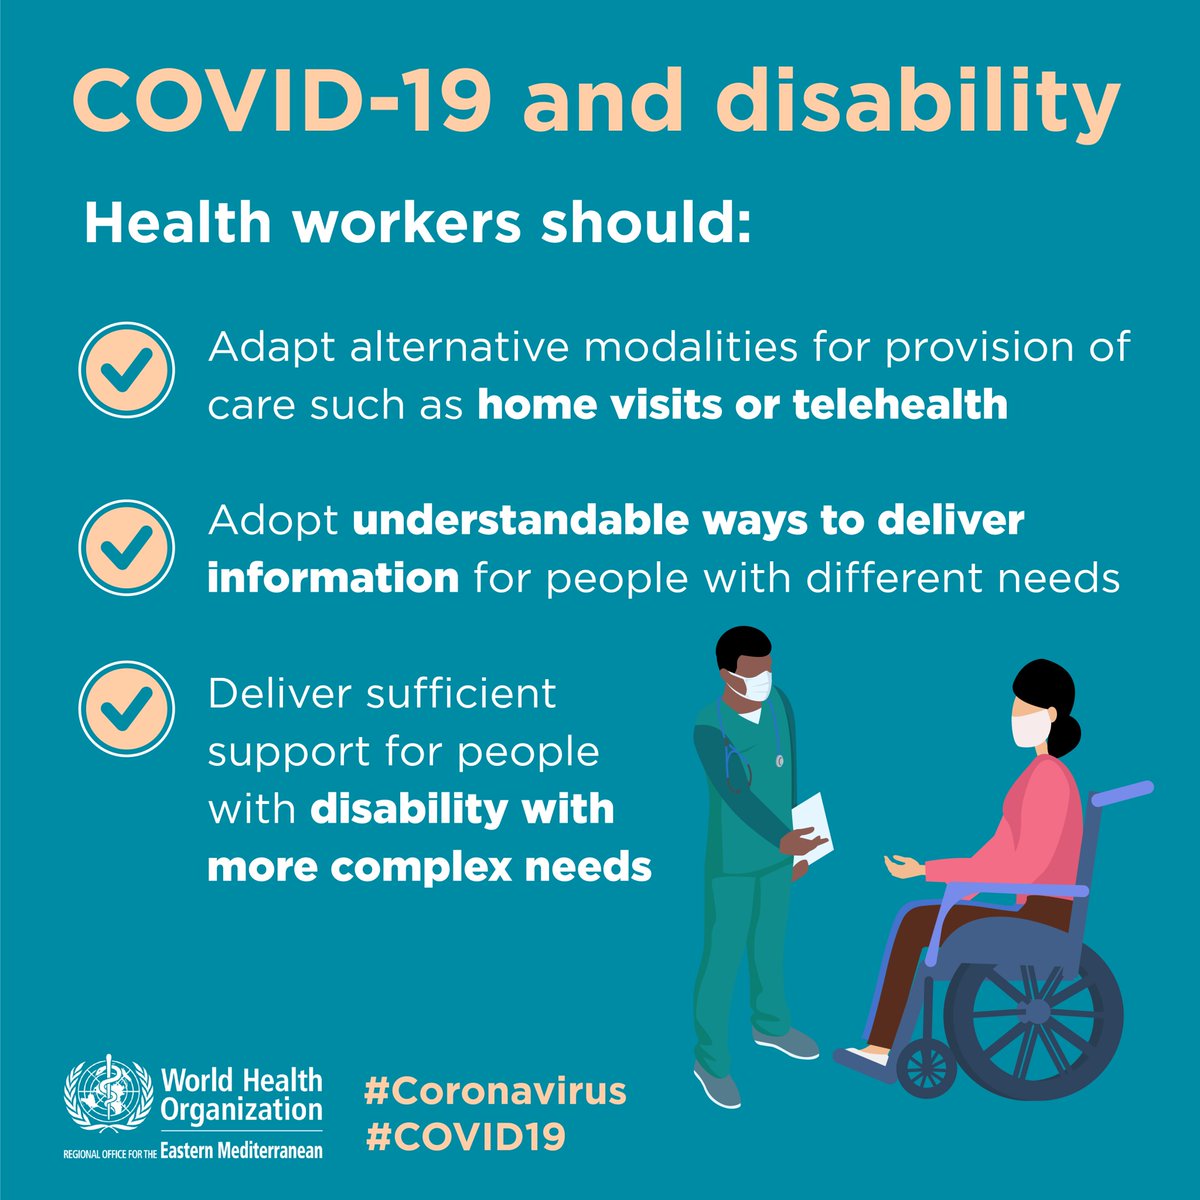 COVID-19 and disability
Health workers should:
Adapt alternative modalities for provision of
care such as home visits or telehealth
Adopt understandable ways to deliver
information for people with different needs
Deliver sufficient
support for people
with disability with
more complex needs
World Health
Organization
REGIONAL OFFICE FOR THE Eastern Mediterranean
#Coronavirus
#COVID19